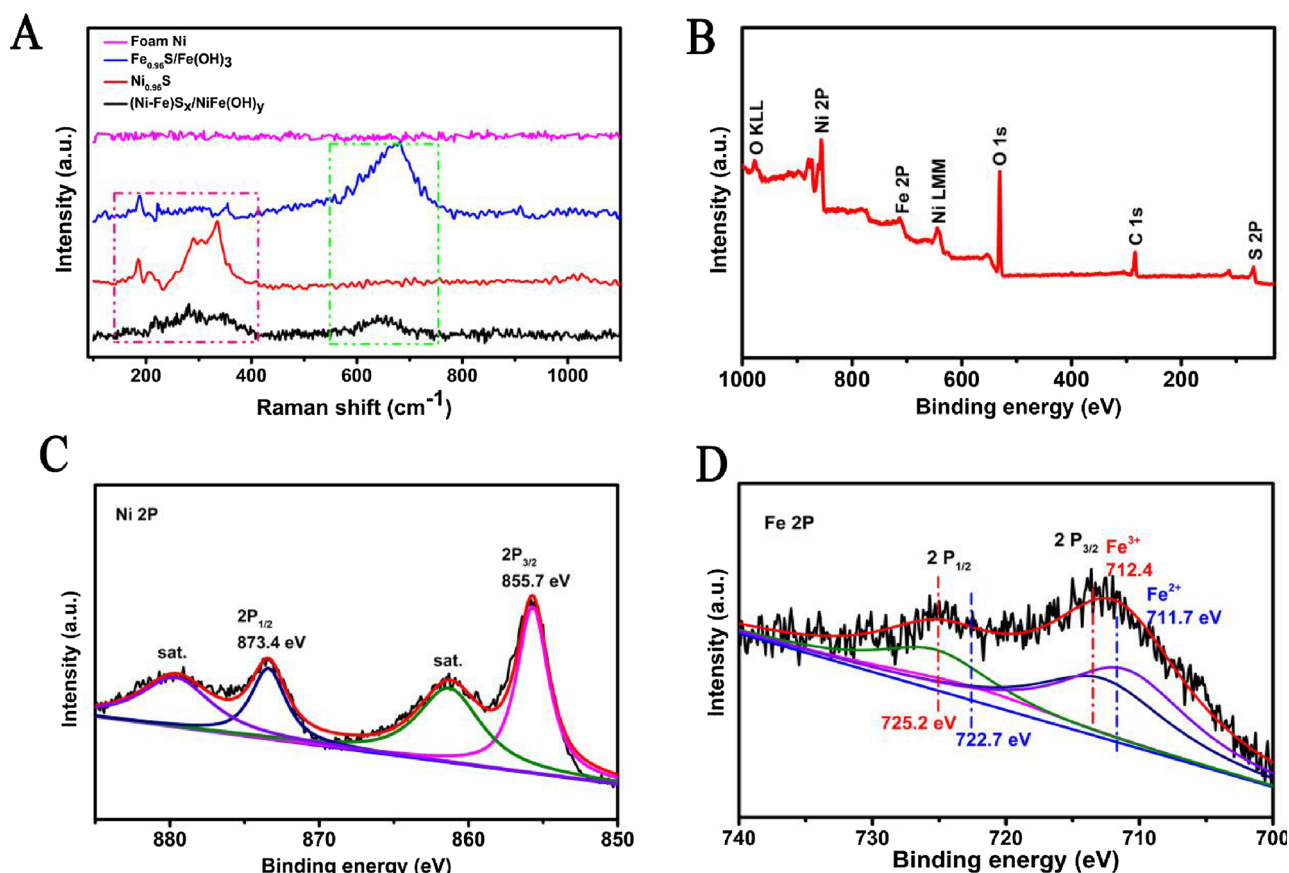 A
Foam Ni
Fe0.96S/Fe(OH)3
Ni0.96S
(Ni-Fe)Sx/NiFe(OH)y
Intensity (a.u.)
200 400 600 800 1000
Raman shift (cm-1)
B
O KLL
Ni 2P
Fe 2P
Ni LMM
O 1s
C 1s
S 2P
Intensity (a.u.)
1000 800 600 400 200
Binding energy (eV)
C
Ni 2P
2P3/2
855.7 eV
2P1/2
873.4 eV
sat.
sat.
Intensity (a.u.)
880 870 860 850
Binding energy (eV)
D
Fe 2P
2 P1/2
2 P3/2
Fe3+
712.4
Fe2+
711.7 eV
725.2 eV
722.7 eV
Intensity (a.u.)
740 730 720 710 700
Binding energy (eV)